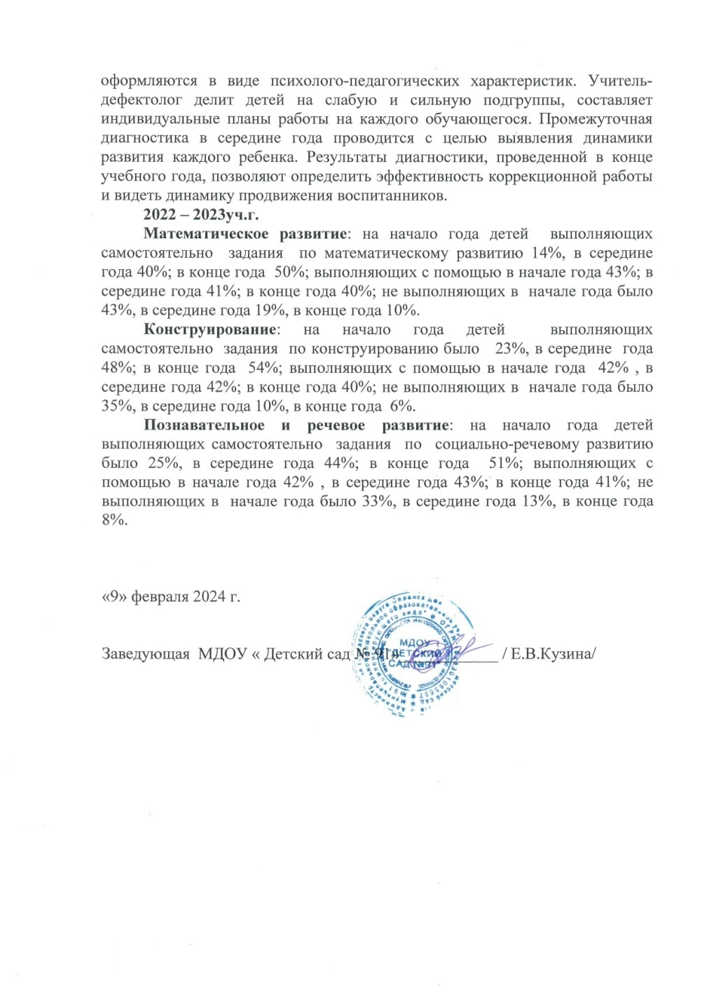 оформляются в виде психолого-педагогических характеристик. Учитель-
дефектолог делит детей на слабую и сильную подгруппы, составляет
индивидуальные планы работы на каждого обучающегося. Промежуточная
диагностика в середине года проводится с целью выявления динамики
развития каждого ребенка. Результаты диагностики, проведенной в конце
учебного года, позволяют определить эффективность коррекционной работы
и видеть динамику продвижения воспитанников.
2022 – 2023уч.г.
Математическое развитие: на начало года детей выполняющих
самостоятельно задания по математическому развитию 14%, в середине
года 40%; в конце года 50%; выполняющих с помощью в начале года 43%; в
середине года 41%; в конце года 40%; не выполняющих в начале года было
43%, в середине года 19%, в конце года 10%.
Конструирование: на начало года детей выполняющих
самостоятельно задания по конструированию было 23%, в середине года
48%; в конце года 54%; выполняющих с помощью в начале года 42% , в
середине года 42%; в конце года 40%; не выполняющих в начале года было
35%, в середине года 10%, в конце года 6%.
Познавательное и речевое развитие: на начало года детей
выполняющих самостоятельно задания по социально-речевому развитию
было 25%, в середине года 44%; в конце года 51%; выполняющих с
помощью в начале года 42% , в середине года 43%; в конце года 41%; не
выполняющих в начале года было 33%, в середине года 13%, в конце года
8%.
«9» февраля 2024 г.
Заведующая МДОУ « Детский сад № 91» ____________ / Е.В.Кузина/
МДОУ
"ДЕТСКИЙ
САД №91"